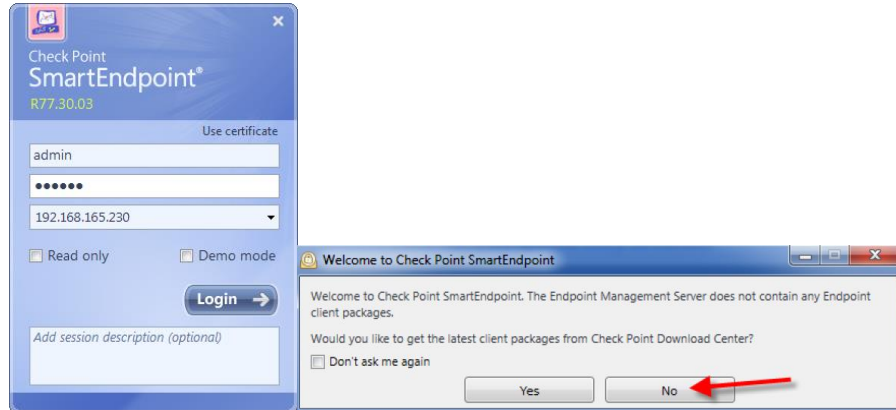 Check Point
SmartEndpoint®
R77.30.03
Use certificate
admin
••••••
192.168.165.230
Read only
Demo mode
Login
Add session description (optional)
Welcome to Check Point SmartEndpoint
Welcome to Check Point SmartEndpoint. The Endpoint Management Server does not contain any Endpoint
client packages.
Would you like to get the latest client packages from Check Point Download Center?
Don't ask me again
Yes
No